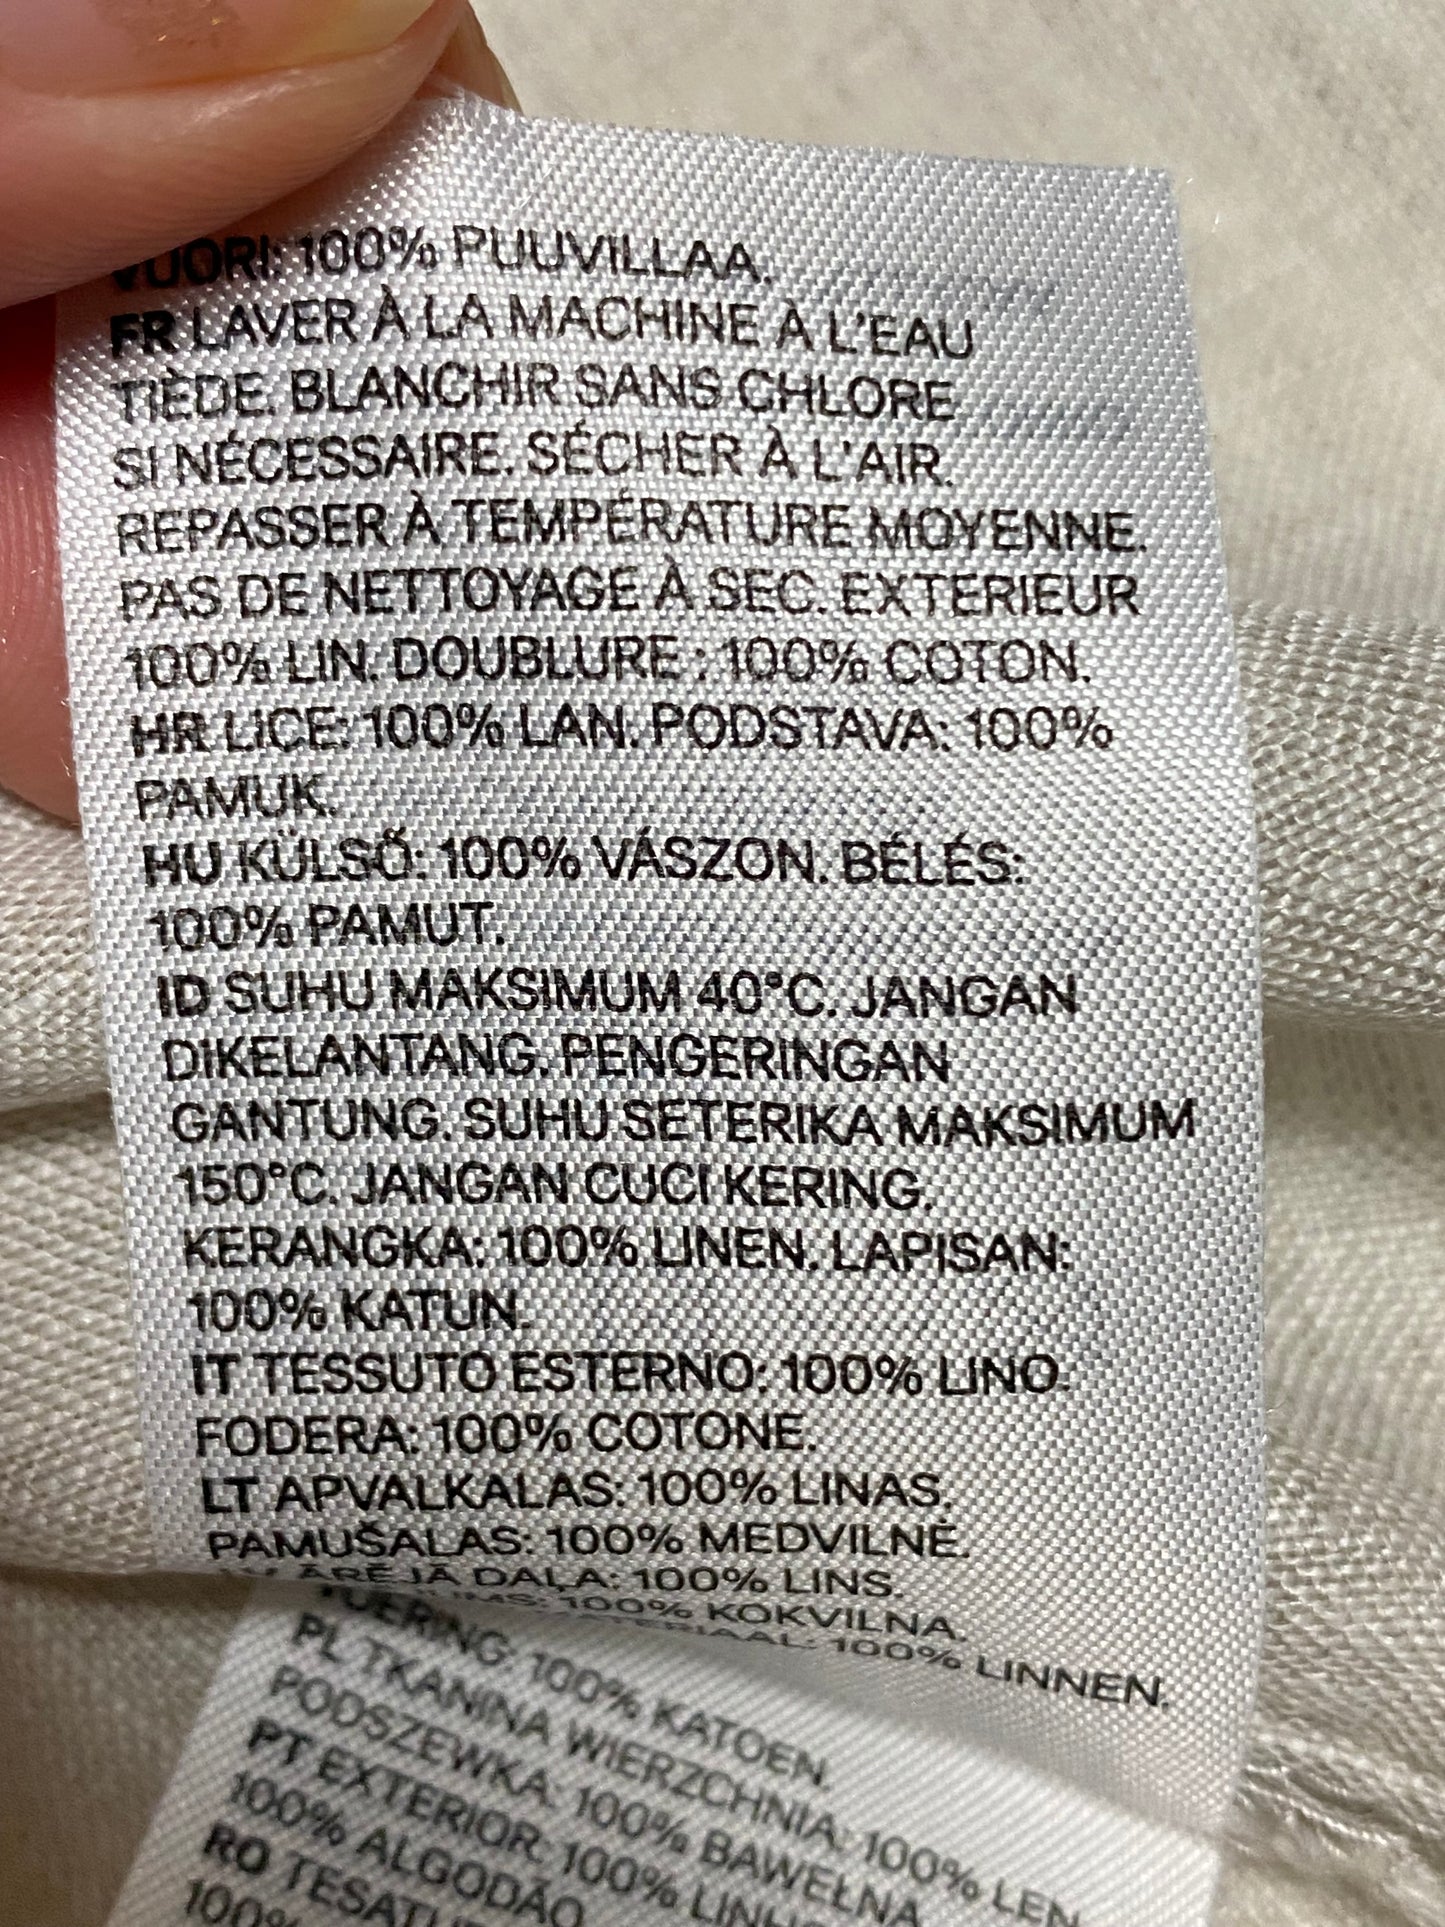 VUORI: 100% PUUVILLAA.
FR LAVER À LA MACHINE À L'EAU
TIÈDE. BLANCHIR SANS CHLORE
SI NÉCESSAIRE. SÉCHER À L'AIR.
REPASSER À TEMPÉRATURE MOYENNE.
PAS DE NETTOYAGE À SEC. EXTERIEUR
100% LIN. DOUBLURE : 100% COTON.
HR LICE: 100% LAN. PODSTAVA: 100%
PAMUK.
HU KÜLSŐ: 100% VÁSZON. BÉLÉS:
100% PAMUT.
ID SUHU MAKSIMUM 40°C. JANGAN
DIKELANTANG. PENGERINGAN
GANTUNG. SUHU SETERIKA MAKSIMUM
150°C. JANGAN CUCI KERING.
KERANGKA: 100% LINEN. LAPISAN:
100% KATUN.
IT TESSUTO ESTERNO: 100% LINO.
FODERA: 100% COTONE.
LT APVALKALAS: 100% LINAS.
PAMUŠALAS: 100% MEDVILNĖ.
ĀRĒJĀ DAĻA: 100% LINS.
100% KOKVILNA.
100% LINNEN.
100% KATOEN.
PL TKANINA WIERZCHNIA: 100% LEN
PODSZEWKA: 100% BAWEŁNA
PT EXTERIOR: 100%
100% ALGODÃO
RO
100%